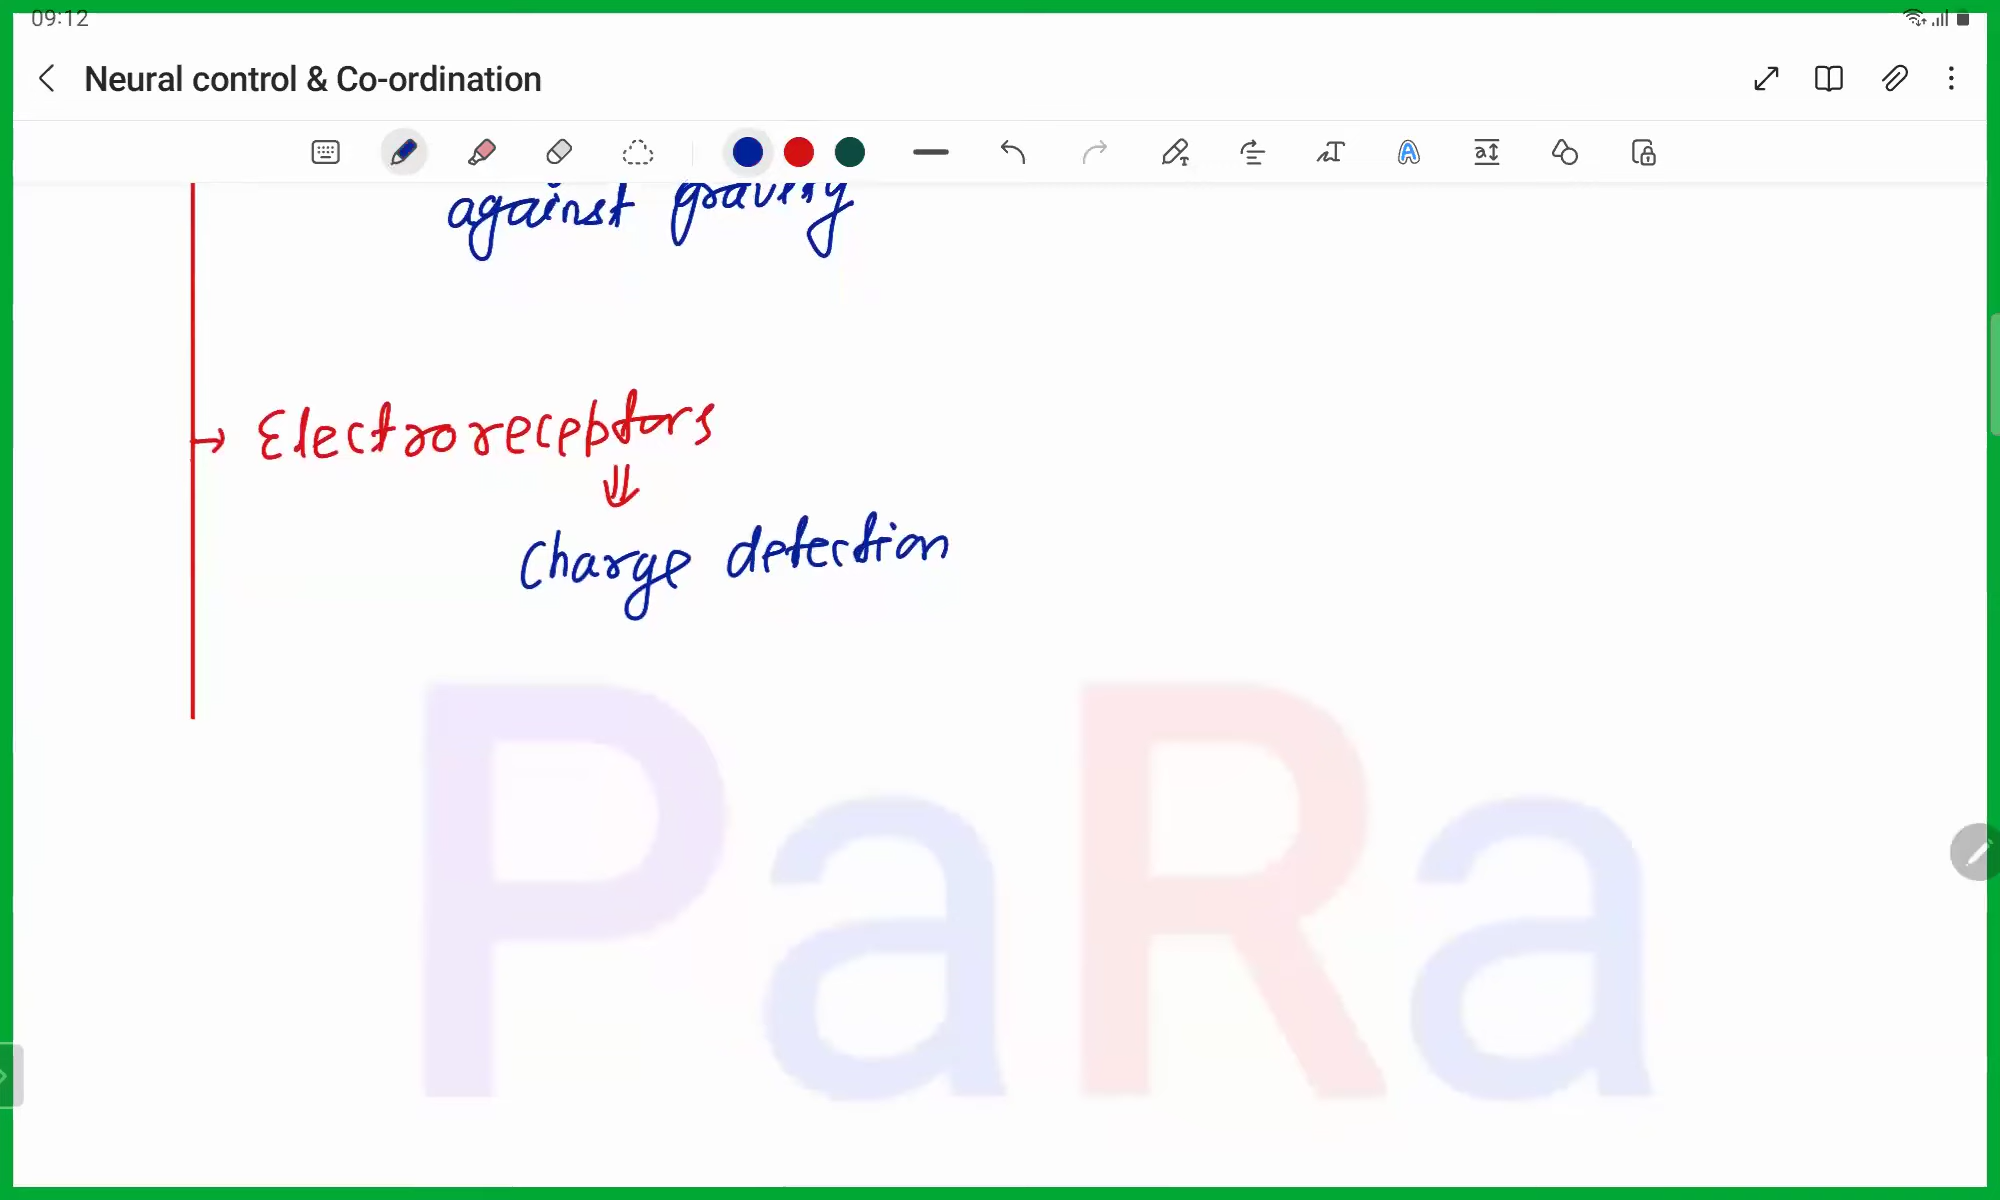 09:12
Neural control & Co-ordination
against gravity
→ Electroreceptors
⇓
Charge detection
PaRa